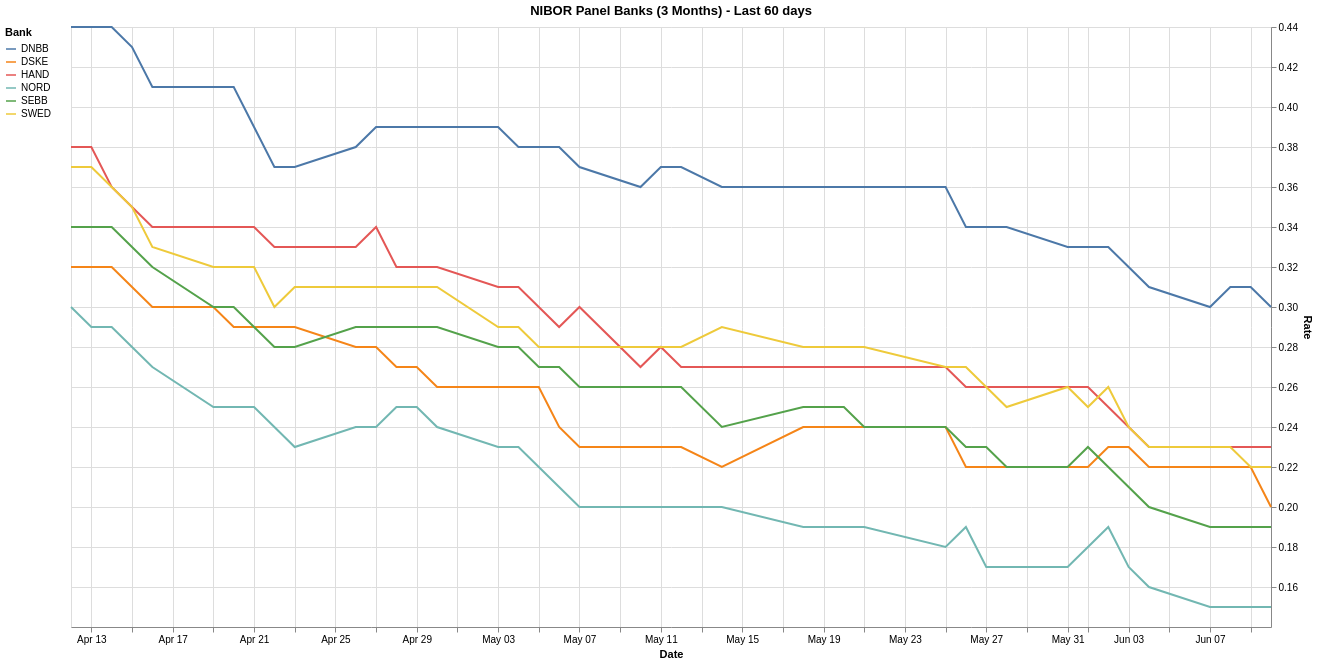 NIBOR Panel Banks (3 Months) - Last 60 days
Bank
DNBB
DSKE
HAND
NORD
SEBB
SWED
0.44
0.42
0.40
0.38
0.36
0.34
0.32
0.30
0.28
0.26
0.24
0.22
0.20
0.18
0.16
Rate
Apr 13 Apr 17 Apr 21 Apr 25 Apr 29 May 03 May 07 May 11 May 15 May 19 May 23 May 27 May 31 Jun 03 Jun 07
Date